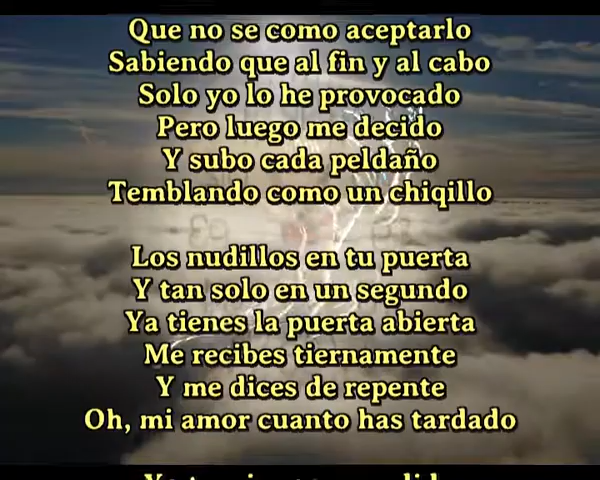 Que no se como aceptarlo
Sabiendo que al fin y al cabo
Solo yo lo he provocado
Pero luego me decido
Y subo cada peldaño
Temblando como un chiqillo
Los nudillos en tu puerta
Y tan solo en un segundo
Ya tienes la puerta abierta
Me recibes tiernamente
Y me dices de repente
Oh, mi amor cuanto has tardado